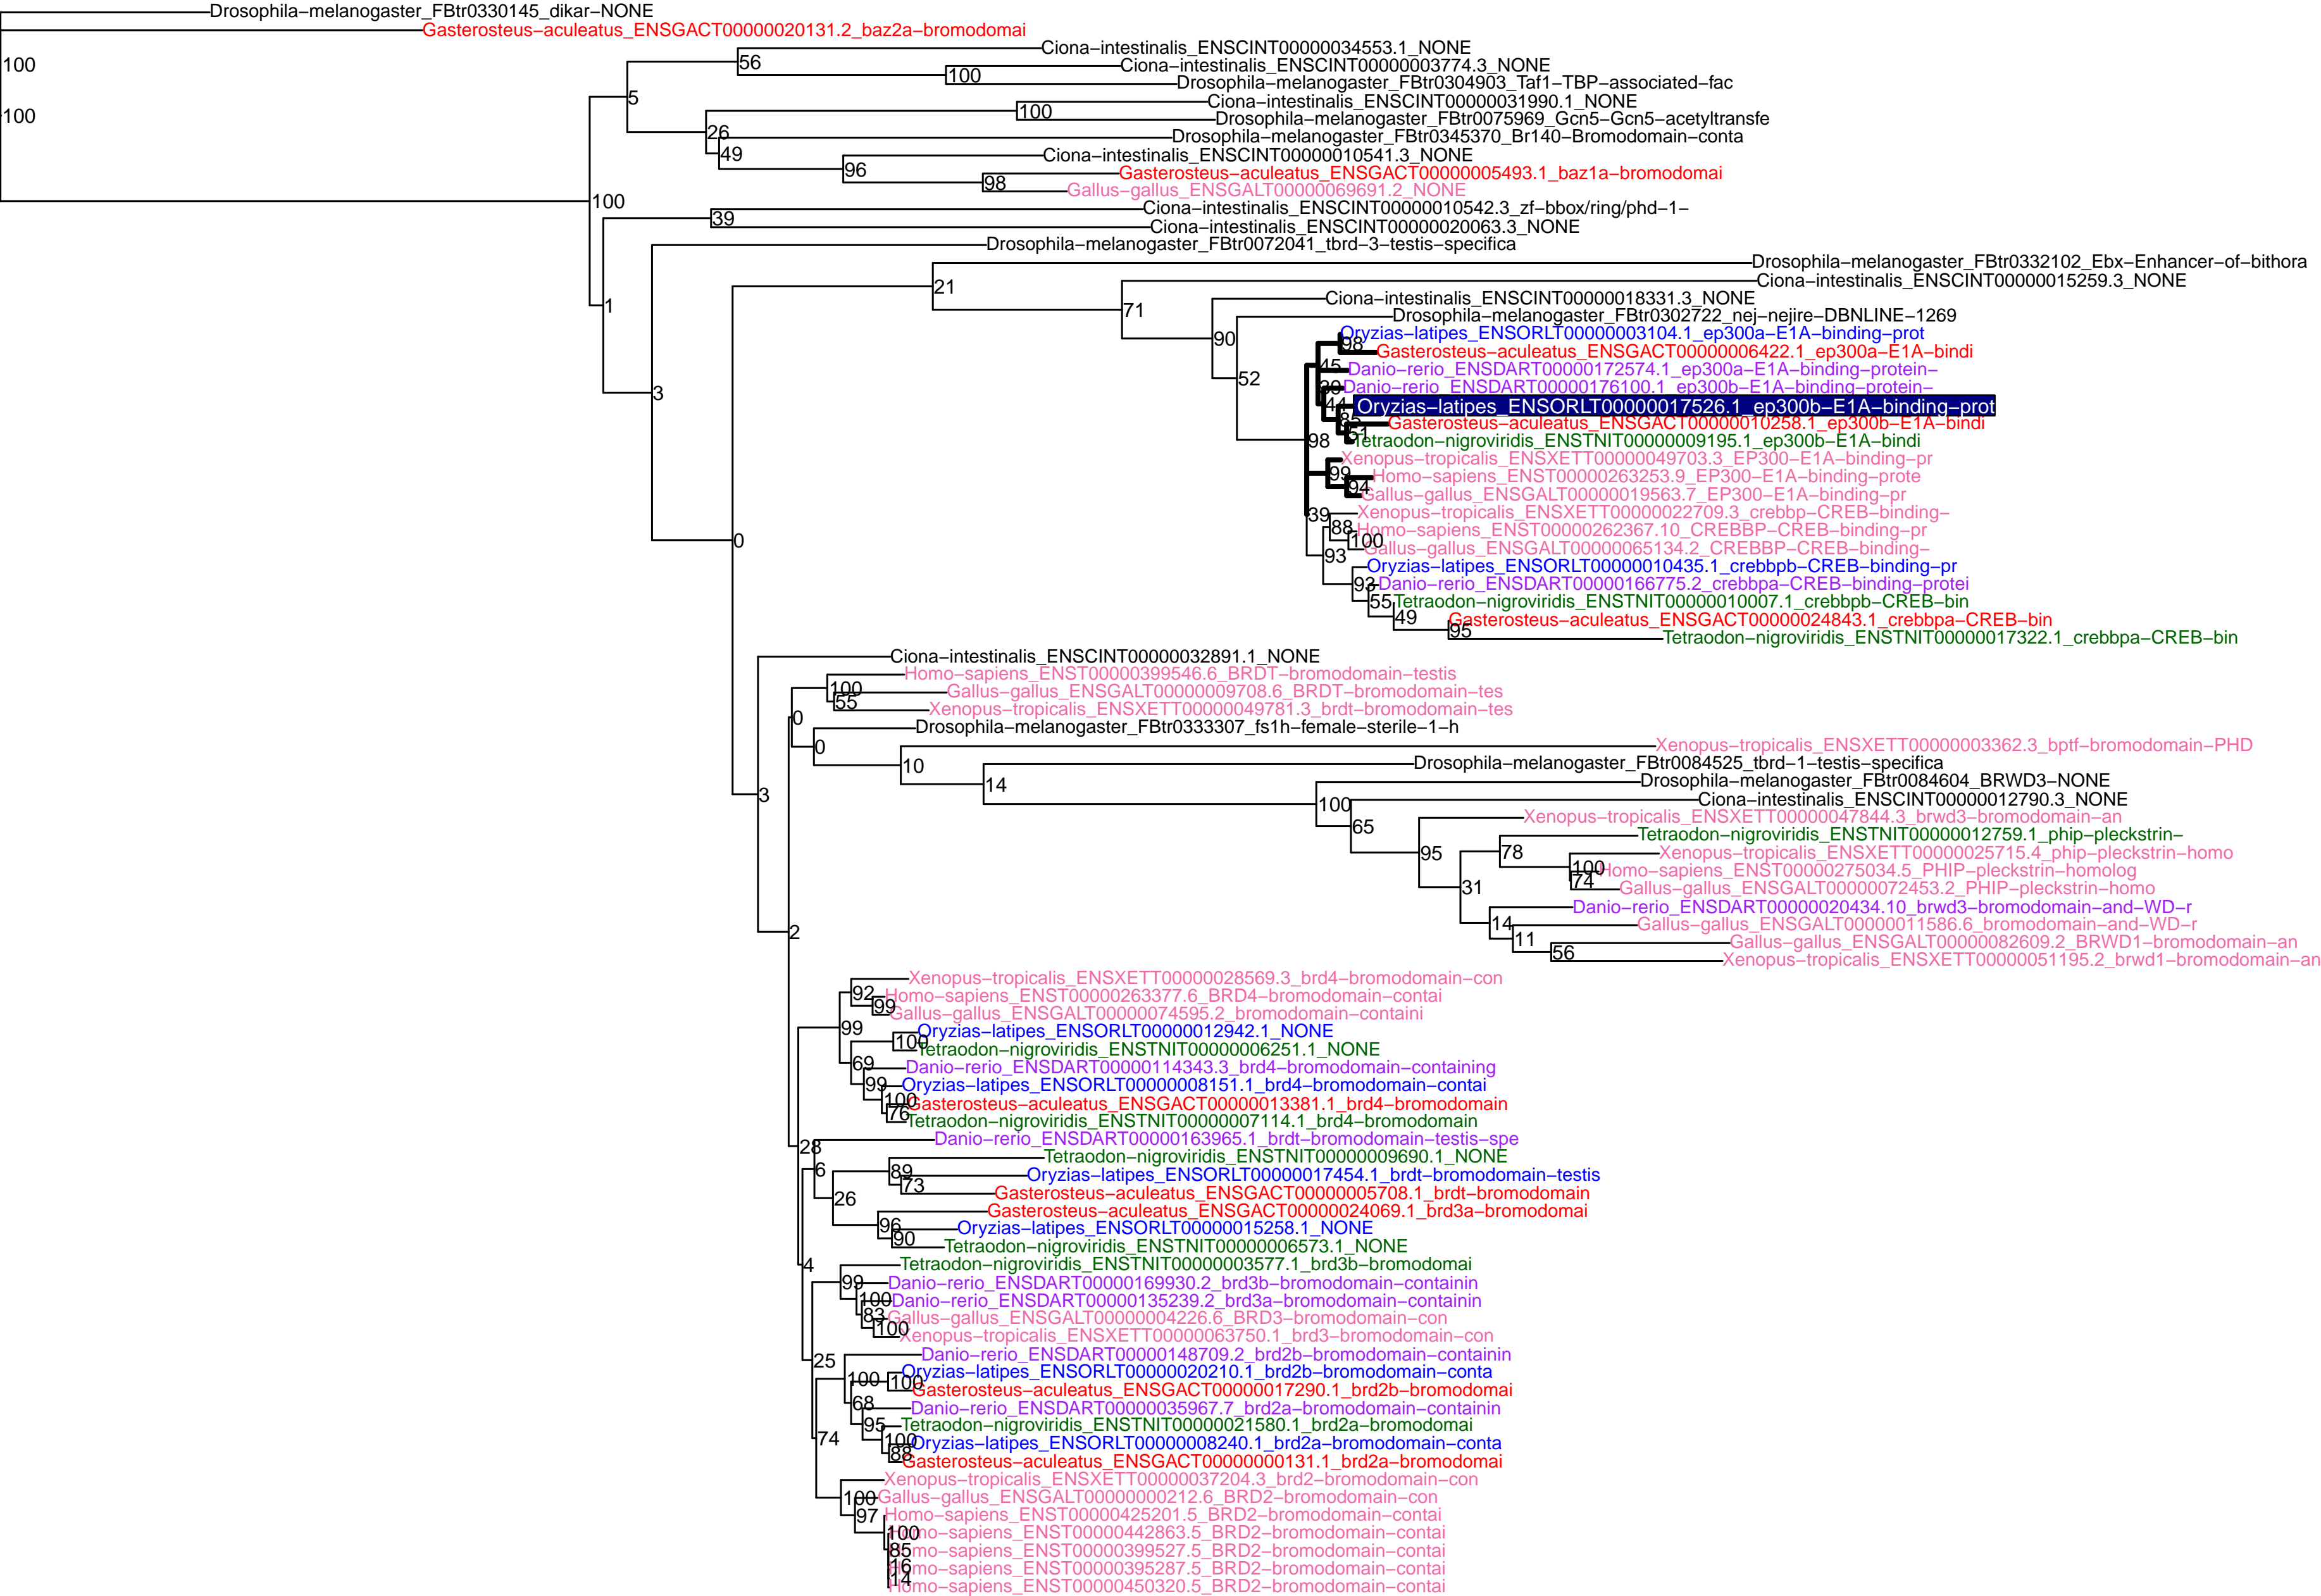 Drosophila−melanogaster_FBtr0330145_dikar−NONE
Gasterosteus−aculeatus_ENSGACT00000020131.2_baz2a−bromodomai
Ciona−intestinalis_ENSCINT00000034553.1_NONE
100
56
Ciona−intestinalis_ENSCINT00000003774.3_NONE
100
Drosophila−melanogaster_FBtr0304903_Taf1−TBP−associated−fac
5
Ciona−intestinalis_ENSCINT00000031990.1_NONE
100
100
Drosophila−melanogaster_FBtr0075969_Gcn5−Gcn5−acetyltransfe
26
Drosophila−melanogaster_FBtr0345370_Br140−Bromodomain−conta
49
Ciona−intestinalis_ENSCINT00000010541.3_NONE
96
Gasterosteus−aculeatus_ENSGACT00000005493.1_baz1a−bromodomai
98
Gallus−gallus_ENSGALT00000069691.2_NONE
100
Ciona−intestinalis_ENSCINT00000010542.3_zf−bbox/ring/phd−1−
39
Ciona−intestinalis_ENSCINT00000020063.3_NONE
Drosophila−melanogaster_FBtr0072041_tbrd−3−testis−specifica
Drosophila−melanogaster_FBtr0332102_Ebx−Enhancer−of−bithora
21
Ciona−intestinalis_ENSCINT00000015259.3_NONE
1
71
Ciona−intestinalis_ENSCINT00000018331.3_NONE
Drosophila−melanogaster_FBtr0302722_nej−nejire−DBNLINE−1269
90
Oryzias−latipes_ENSORLT00000003104.1_ep300a−E1A−binding−prot
98
Gasterosteus−aculeatus_ENSGACT00000006422.1_ep300a−E1A−bindi
45
Danio−rerio_ENSDART00000172574.1_ep300a−E1A−binding−protein−
52
Danio−rerio_ENSDART00000176100.1_ep300b−E1A−binding−protein−
3
Oryzias−latipes_ENSORLT00000017526.1_ep300b−E1A−binding−prot
Gasterosteus−aculeatus_ENSGACT00000010258.1_ep300b−E1A−bindi
98
Tetraodon−nigroviridis_ENSTNIT00000009195.1_ep300b−E1A−bindi
Xenopus−tropicalis_ENSXETT00000049703.3_EP300−E1A−binding−pr
99
Homo−sapiens_ENST00000263253.9_EP300−E1A−binding−prote
94
Gallus−gallus_ENSGALT00000019563.7_EP300−E1A−binding−pr
39
Xenopus−tropicalis_ENSXETT00000022709.3_crebbp−CREB−binding−
88
Homo−sapiens_ENST00000262367.10_CREBBP−CREB−binding−pr
0
100
Gallus−gallus_ENSGALT00000065134.2_CREBBP−CREB−binding−
93
Oryzias−latipes_ENSORLT00000010435.1_crebbpb−CREB−binding−pr
93
Danio−rerio_ENSDART00000166775.2_crebbpa−CREB−binding−protei
55
Tetraodon−nigroviridis_ENSTNIT00000010007.1_crebbpb−CREB−bin
49
Gasterosteus−aculeatus_ENSGACT00000024843.1_crebbpa−CREB−bin
95
Tetraodon−nigroviridis_ENSTNIT00000017322.1_crebbpa−CREB−bin
Ciona−intestinalis_ENSCINT00000032891.1_NONE
Homo−sapiens_ENST00000399546.6_BRDT−bromodomain−testis
100
Gallus−gallus_ENSGALT00000009708.6_BRDT−bromodomain−tes
55
Xenopus−tropicalis_ENSXETT00000049781.3_brdt−bromodomain−tes
0
Drosophila−melanogaster_FBtr0333307_fs1h−female−sterile−1−h
0
Xenopus−tropicalis_ENSXETT00000003362.3_bptf−bromodomain−PHD
10
Drosophila−melanogaster_FBtr0084525_tbrd−1−testis−specifica
14
Drosophila−melanogaster_FBtr0084604_BRWD3−NONE
3
100
Ciona−intestinalis_ENSCINT00000012790.3_NONE
65
Xenopus−tropicalis_ENSXETT00000047844.3_brwd3−bromodomain−an
Tetraodon−nigroviridis_ENSTNIT00000012759.1_phip−pleckstrin−
95
78
Xenopus−tropicalis_ENSXETT00000025715.4_phip−pleckstrin−homo
100
Homo−sapiens_ENST00000275034.5_PHIP−pleckstrin−homolog
74
31
Gallus−gallus_ENSGALT00000072453.2_PHIP−pleckstrin−homo
Danio−rerio_ENSDART00000020434.10_brwd3−bromodomain−and−WD−r
14
Gallus−gallus_ENSGALT00000011586.6_bromodomain−and−WD−r
2
11
Gallus−gallus_ENSGALT00000082609.2_BRWD1−bromodomain−an
56
Xenopus−tropicalis_ENSXETT00000051195.2_brwd1−bromodomain−an
Xenopus−tropicalis_ENSXETT00000028569.3_brd4−bromodomain−con
92
Homo−sapiens_ENST00000263377.6_BRD4−bromodomain−contai
99
Gallus−gallus_ENSGALT00000074595.2_bromodomain−containi
99
Oryzias−latipes_ENSORLT00000012942.1_NONE
100
Tetraodon−nigroviridis_ENSTNIT00000006251.1_NONE
69
Danio−rerio_ENSDART00000114343.3_brd4−bromodomain−containing
99
Oryzias−latipes_ENSORLT00000008151.1_brd4−bromodomain−contai
100
Gasterosteus−aculeatus_ENSGACT00000013381.1_brd4−bromodomain
76
Tetraodon−nigroviridis_ENSTNIT00000007114.1_brd4−bromodomain
Danio−rerio_ENSDART00000163965.1_brdt−bromodomain−testis−spe
28
Tetraodon−nigroviridis_ENSTNIT00000009690.1_NONE
6
89
Oryzias−latipes_ENSORLT00000017454.1_brdt−bromodomain−testis
73
Gasterosteus−aculeatus_ENSGACT00000005708.1_brdt−bromodomain
26
Gasterosteus−aculeatus_ENSGACT00000024069.1_brd3a−bromodomai
96
Oryzias−latipes_ENSORLT00000015258.1_NONE
90
Tetraodon−nigroviridis_ENSTNIT00000006573.1_NONE
4
Tetraodon−nigroviridis_ENSTNIT00000003577.1_brd3b−bromodomai
99
Danio−rerio_ENSDART00000169930.2_brd3b−bromodomain−containin
100
Danio−rerio_ENSDART00000135239.2_brd3a−bromodomain−containin
83
Gallus−gallus_ENSGALT00000004226.6_BRD3−bromodomain−con
100
Xenopus−tropicalis_ENSXETT00000063750.1_brd3−bromodomain−con
25
Danio−rerio_ENSDART00000148709.2_brd2b−bromodomain−containin
Oryzias−latipes_ENSORLT00000020210.1_brd2b−bromodomain−conta
100
100
Gasterosteus−aculeatus_ENSGACT00000017290.1_brd2b−bromodomai
68
Danio−rerio_ENSDART00000035967.7_brd2a−bromodomain−containin
95
Tetraodon−nigroviridis_ENSTNIT00000021580.1_brd2a−bromodomai
74
100
Oryzias−latipes_ENSORLT00000008240.1_brd2a−bromodomain−conta
88
Gasterosteus−aculeatus_ENSGACT00000000131.1_brd2a−bromodomai
Xenopus−tropicalis_ENSXETT00000037204.3_brd2−bromodomain−con
100
Gallus−gallus_ENSGALT00000000212.6_BRD2−bromodomain−con
97
Homo−sapiens_ENST00000425201.5_BRD2−bromodomain−contai
100
Homo−sapiens_ENST00000442863.5_BRD2−bromodomain−contai
85
Homo−sapiens_ENST00000399527.5_BRD2−bromodomain−contai
16
Homo−sapiens_ENST00000395287.5_BRD2−bromodomain−contai
14
Homo−sapiens_ENST00000450320.5_BRD2−bromodomain−contai